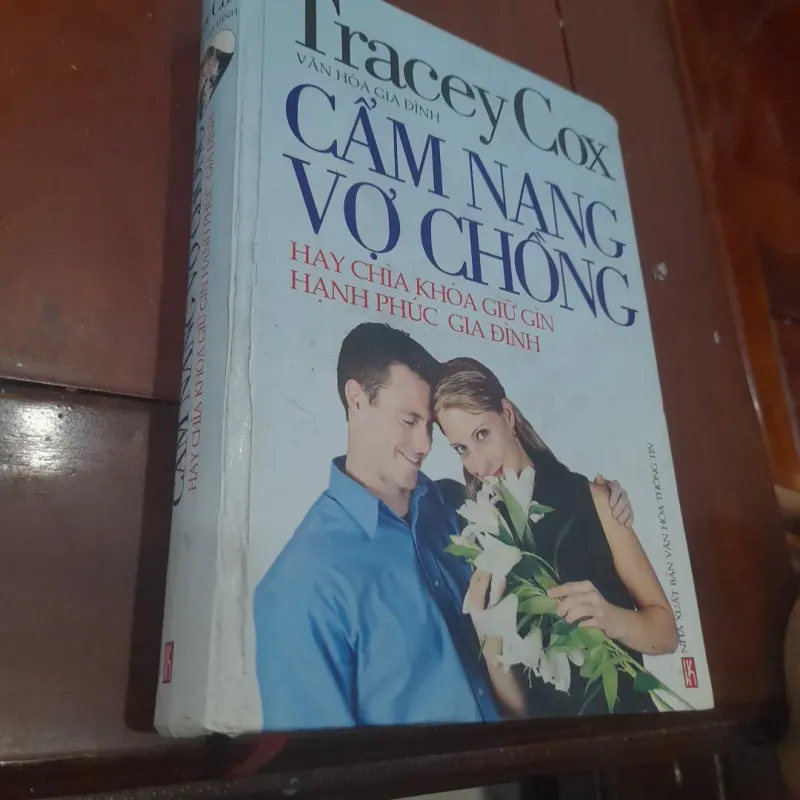 Tracey Cox
VĂN HÓA GIA ĐÌNH
CẨM NANG
VỢ CHỒNG
HAY CHÌA KHÓA GIỮ GÌN
HẠNH PHÚC GIA ĐÌNH
NHÀ XUẤT BẢN VĂN HÓA THÔNG TIN
CẨM NANG VỢ CHỒNG
HAY CHÌA KHÓA GIỮ GÌN HẠNH PHÚC GIA ĐÌNH